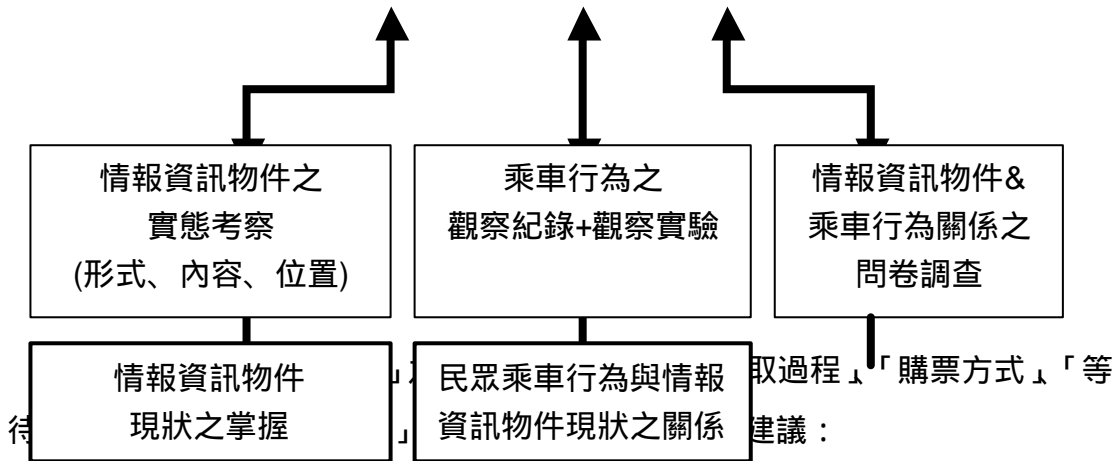 情報資訊物件之
實態考察
(形式、內容、位置)
乘車行為之
觀察紀錄+觀察實驗
情報資訊物件&
乘車行為關係之
問卷調查
情報資訊物件
現狀之掌握
民眾乘車行為與情報
資訊物件現狀之關係
」 取過程」「購票方式」「等
待 」 建議：